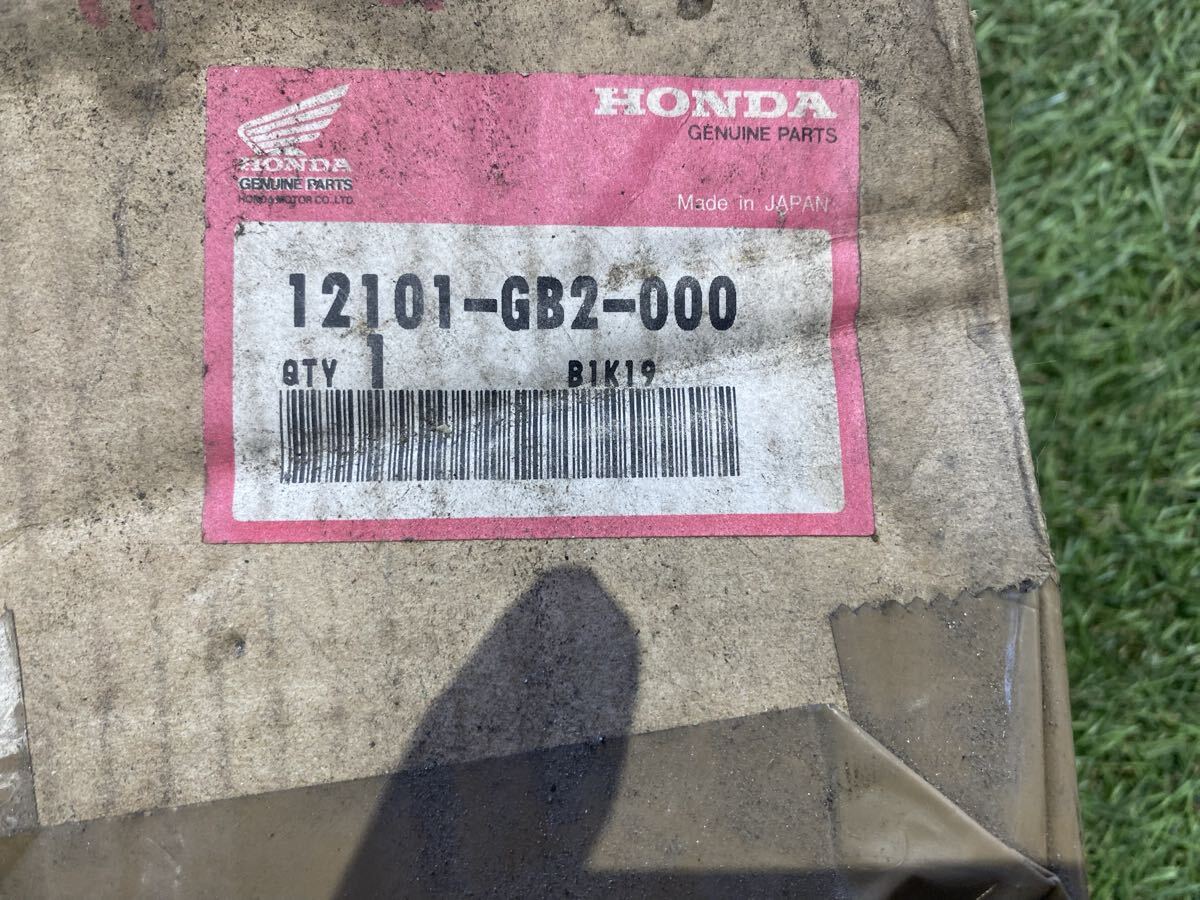 HONDA
GENUINE PARTS
HONDA MOTOR CO., LTD.
HONDA
GENUINE PARTS
Made in JAPAN
12101-GB2-000
QTY 1 B1K19